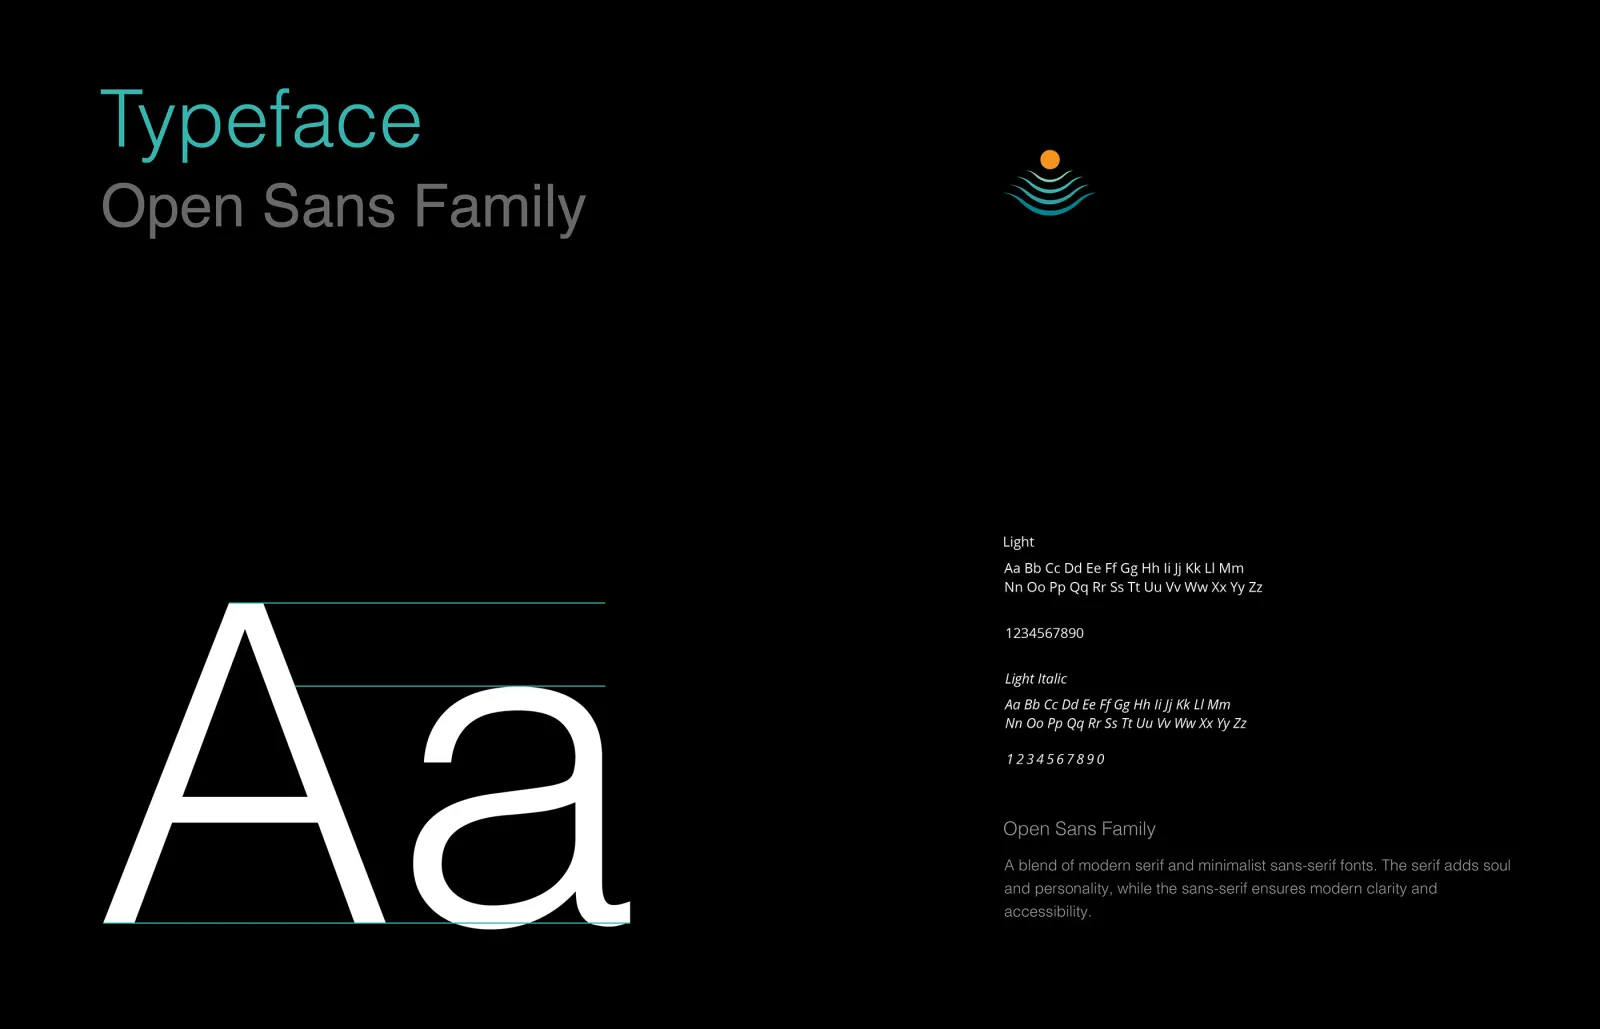 Typeface
Open Sans Family
Aa
Light
Aa Bb Cc Dd Ee Ff Gg Hh Ii Jj Kk Ll Mm
Nn Oo Pp Qq Rr Ss Tt Uu Vv Ww Xx Yy Zz
1234567890
Light Italic
Aa Bb Cc Dd Ee Ff Gg Hh Ii Jj Kk Ll Mm
Nn Oo Pp Qq Rr Ss Tt Uu Vv Ww Xx Yy Zz
1234567890
Open Sans Family
A blend of modern serif and minimalist sans-serif fonts. The serif adds soul
and personality, while the sans-serif ensures modern clarity and
accessibility.